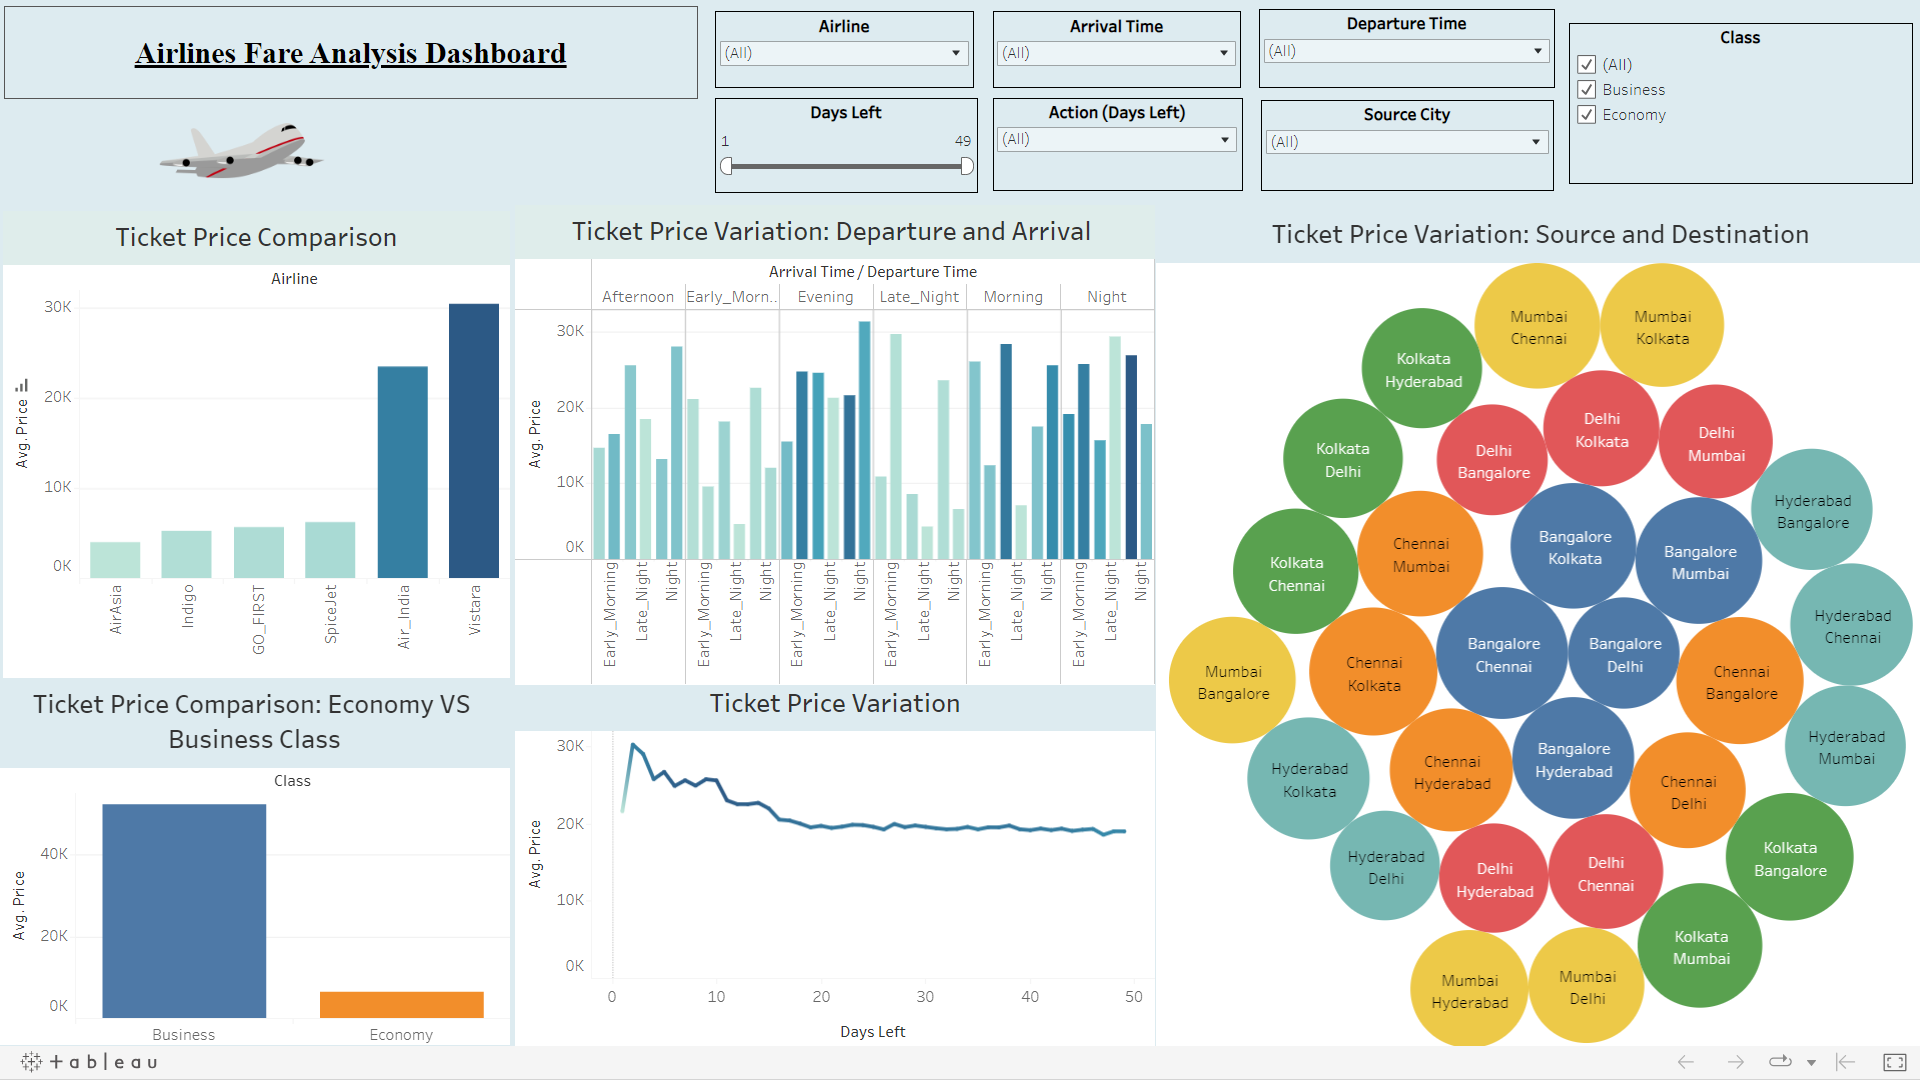 Airlines Fare Analysis Dashboard
Airline
(All)
Arrival Time
(All)
Departure Time
(All)
Class
(All)
Business
Economy
Days Left
1
49
Action (Days Left)
(All)
Source City
(All)
Ticket Price Comparison
Airline
30K
20K
10K
0K
Avg. Price
AirAsia
Indigo
GO_FIRST
SpiceJet
Air_India
Vistara
Ticket Price Variation: Departure and Arrival
Arrival Time / Departure Time
Afternoon
Early_Morn..
Evening
Late_Night
Morning
Night
30K
20K
10K
0K
Avg. Price
Early_Morning
Late_Night
Night
Early_Morning
Late_Night
Night
Early_Morning
Late_Night
Night
Early_Morning
Late_Night
Night
Early_Morning
Late_Night
Night
Early_Morning
Late_Night
Night
Ticket Price Comparison: Economy VS
Business Class
Class
40K
20K
0K
Avg. Price
Business
Economy
Ticket Price Variation
30K
20K
10K
0K
Avg. Price
0
10
20
30
40
50
Days Left
Ticket Price Variation: Source and Destination
Mumbai
Chennai
Mumbai
Kolkata
Kolkata
Hyderabad
Delhi
Kolkata
Delhi
Mumbai
Kolkata
Delhi
Delhi
Bangalore
Hyderabad
Bangalore
Chennai
Mumbai
Bangalore
Kolkata
Bangalore
Mumbai
Kolkata
Chennai
Hyderabad
Chennai
Bangalore
Chennai
Bangalore
Delhi
Mumbai
Bangalore
Chennai
Kolkata
Chennai
Bangalore
Hyderabad
Mumbai
Hyderabad
Kolkata
Chennai
Hyderabad
Bangalore
Hyderabad
Chennai
Delhi
Kolkata
Bangalore
Hyderabad
Delhi
Delhi
Hyderabad
Delhi
Chennai
Kolkata
Mumbai
Mumbai
Hyderabad
Mumbai
Delhi
+ a b l e a u